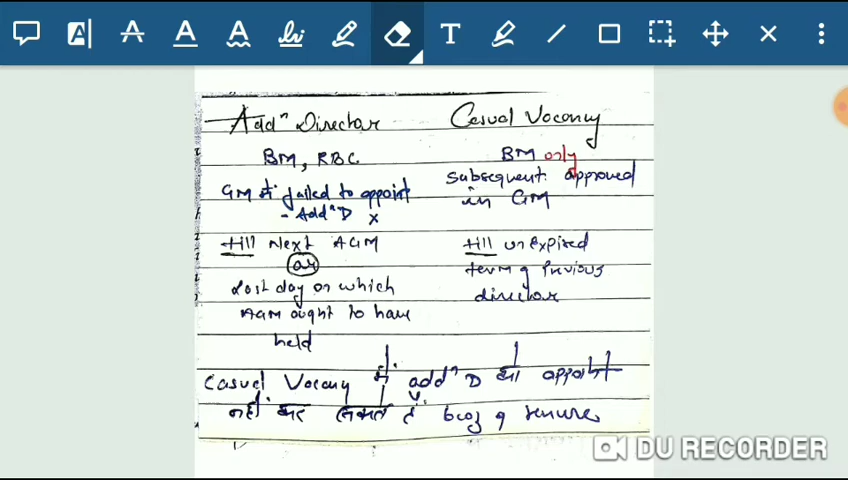 Addⁿ Director
Casual Vacancy
BM, RBC
BM only
GM में failed to appoint
- Addⁿ D x
subsequent approved
in GM
till Next AGM
or
Last day on which
AGM ought to have
held
till unexpired
term of Previous
director
Casual Vacany में addⁿ D को appoint
नहीं कर सकते हैं bcoz of tenure
DU RECORDER